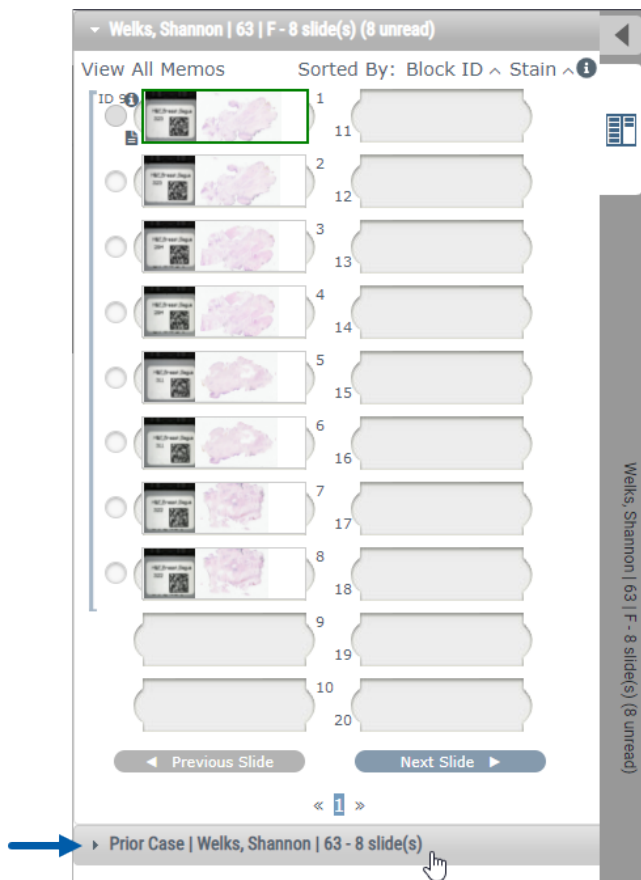 Welks, Shannon | 63 | F - 8 slide(s) (8 unread)
View All Memos
Sorted By: Block ID ^ Stain ^
ID 9
1
11
2
12
3
13
4
14
5
15
6
16
7
17
8
18
9
19
10
20
◄ Previous Slide
Next Slide ►
« 1 »
Prior Case | Welks, Shannon | 63 - 8 slide(s)
Welks, Shannon | 63 | F - 8 slide(s) (8 unread)